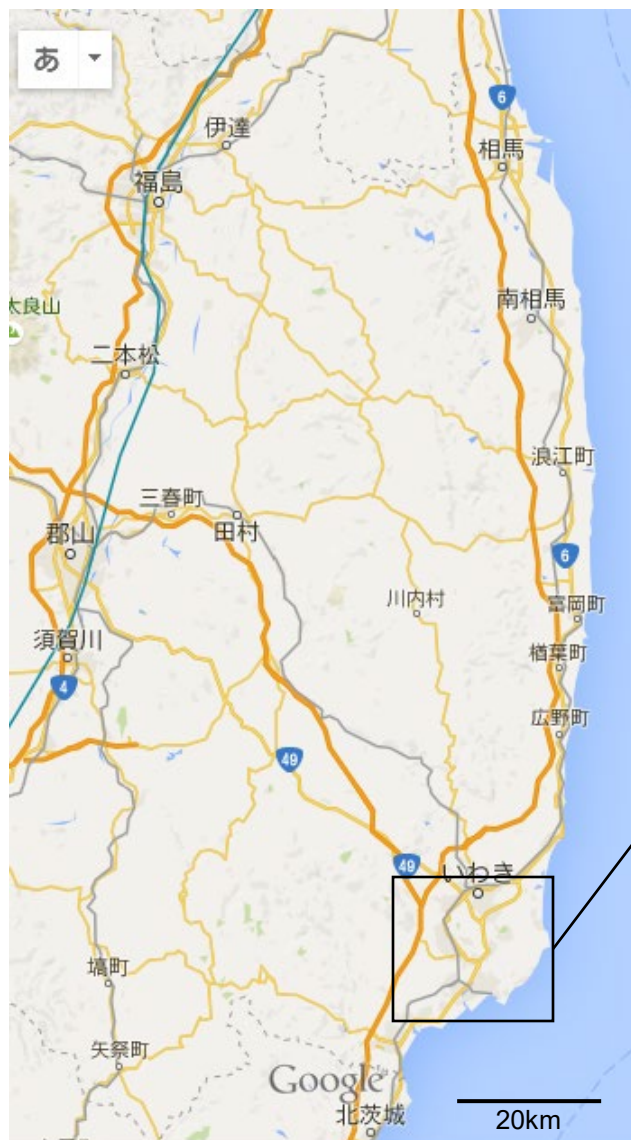 あ
6
伊達
相馬
福島
太良山
南相馬
二本松
浪江町
三春町
田村
郡山
6
川内村
富岡町
須賀川
楢葉町
4
広野町
49
49
いわき
塙町
矢祭町
Google
北茨城
20km